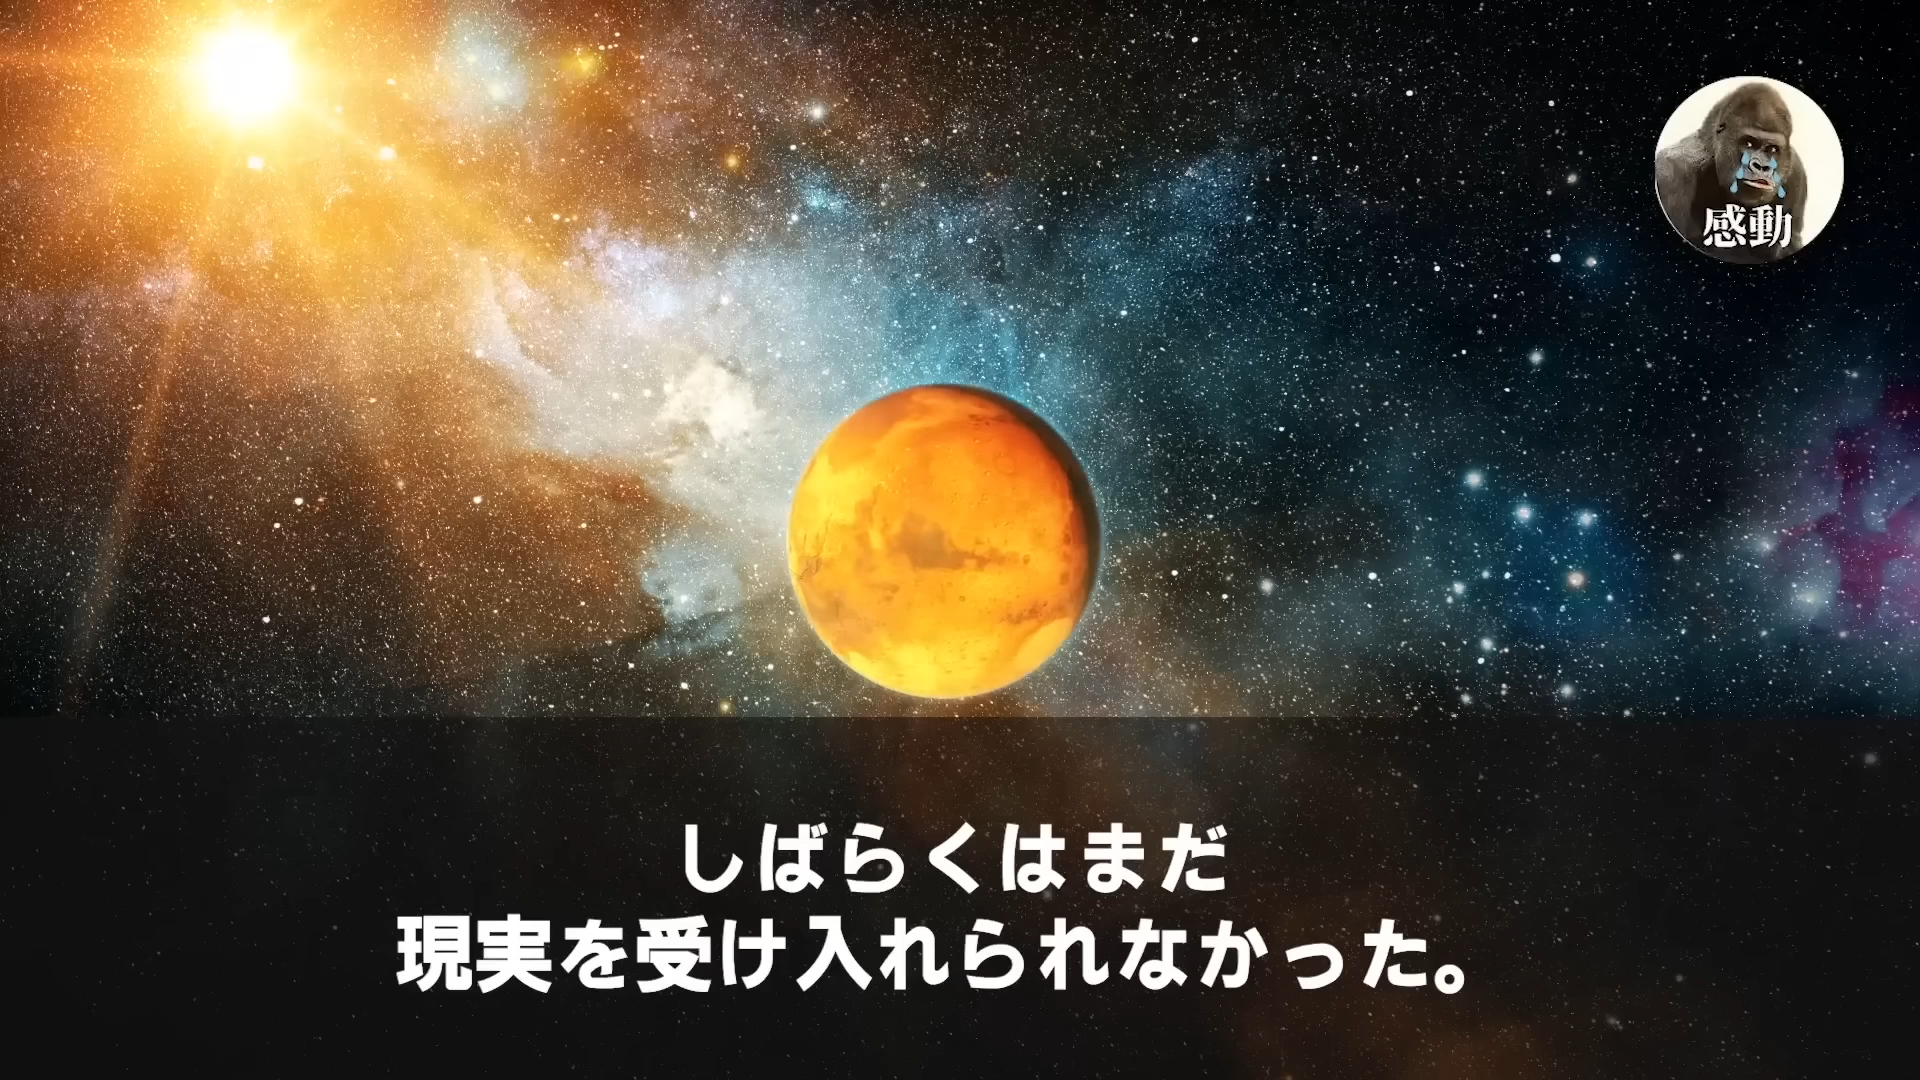 感動
しばらくはまだ
現実を受け入れられなかった。